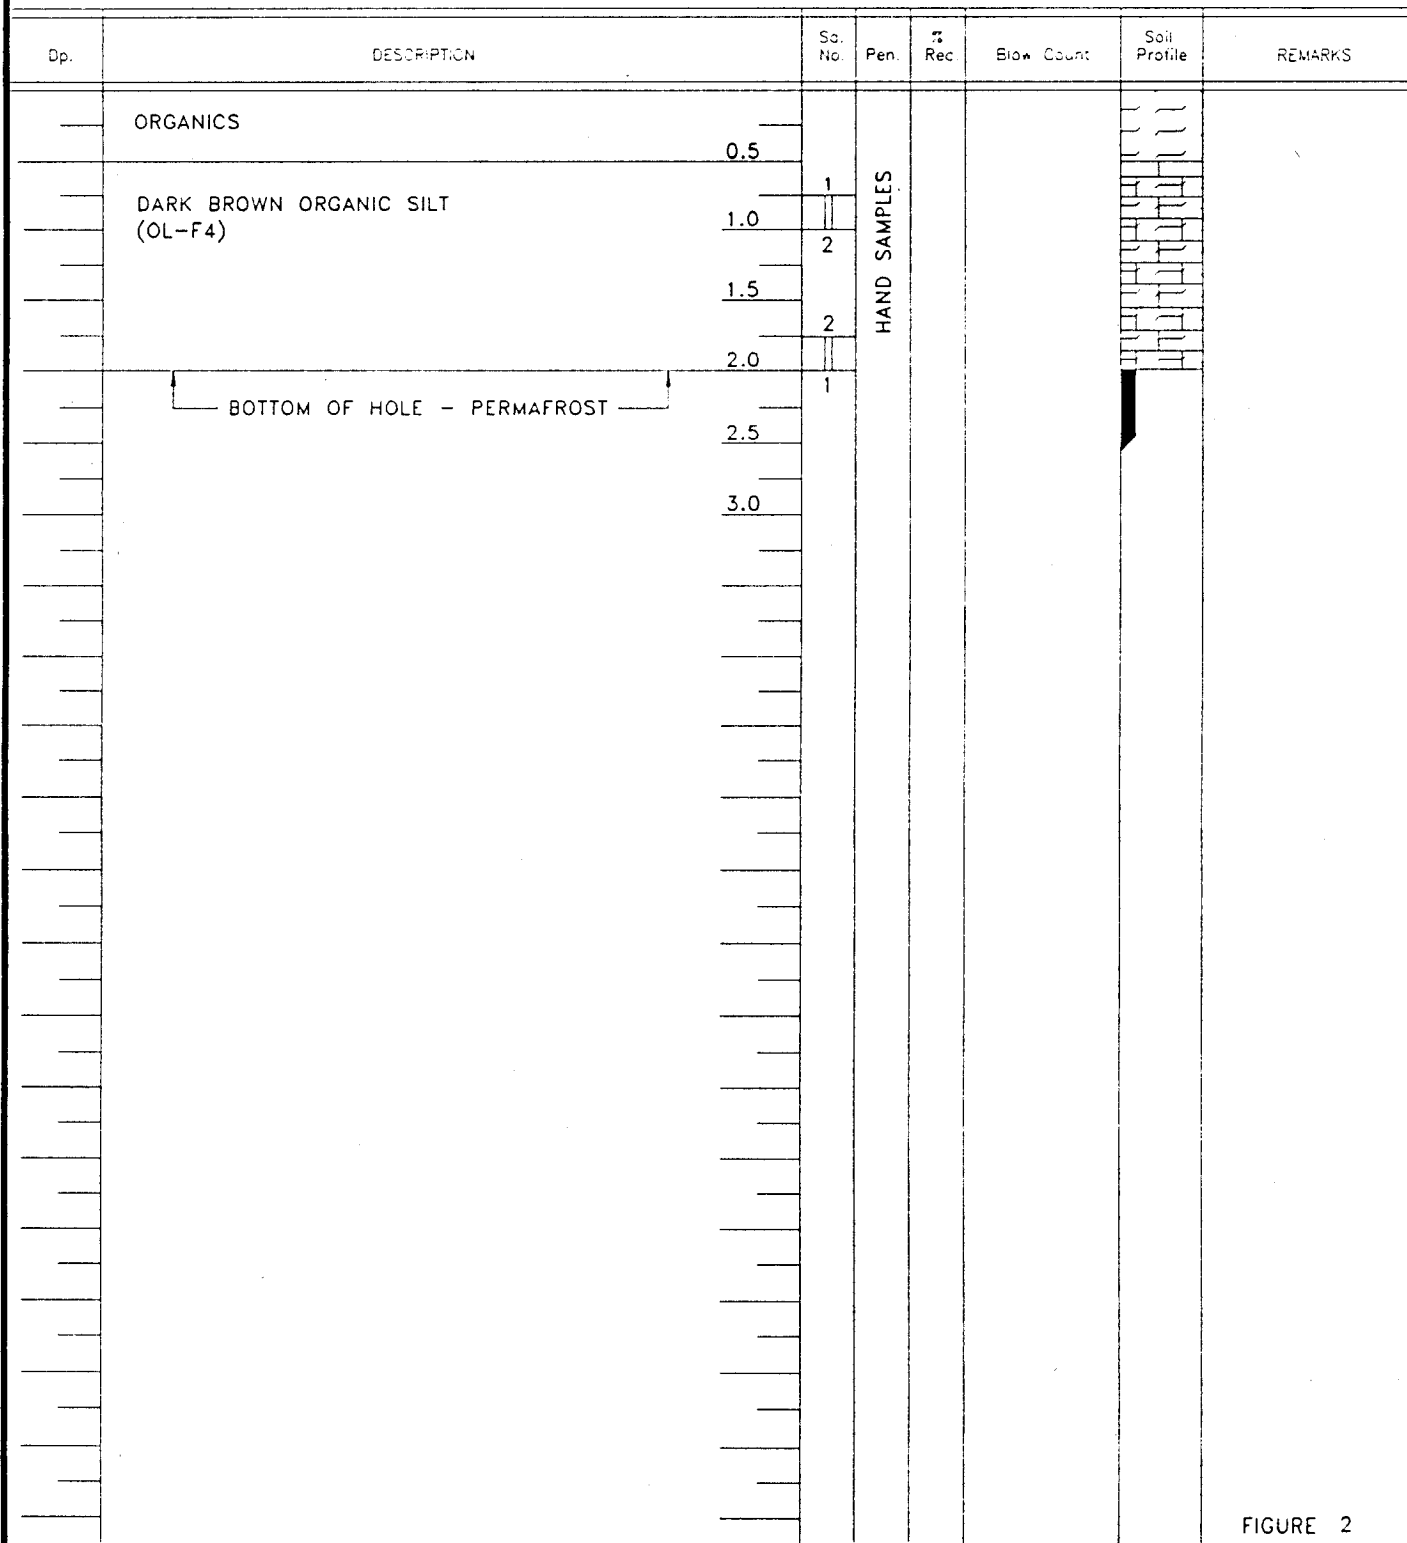 Dp.
DESCRIPTION
Sa. No.
Pen.
% Rec.
Blow Count
Soil Profile
REMARKS
ORGANICS
0.5
DARK BROWN ORGANIC SILT
(OL-F4)
1
1.0
2
HAND SAMPLES
1.5
2
2.0
1
BOTTOM OF HOLE - PERMAFROST
2.5
3.0
FIGURE 2